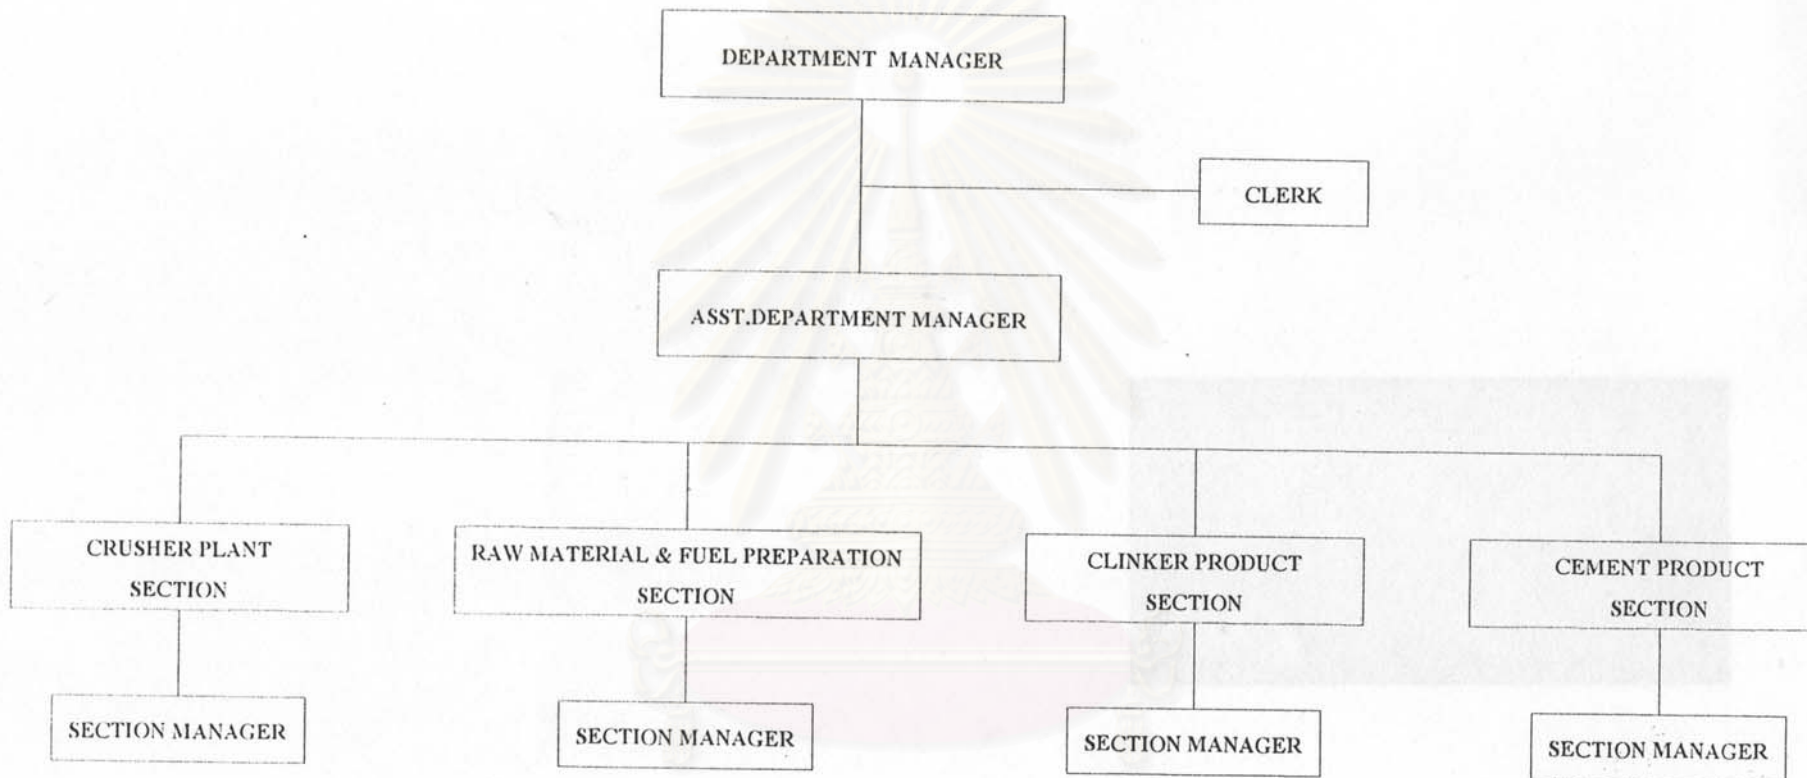 DEPARTMENT MANAGER
CLERK
ASST.DEPARTMENT MANAGER
CRUSHER PLANT
SECTION
RAW MATERIAL & FUEL PREPARATION
SECTION
CLINKER PRODUCT
SECTION
CEMENT PRODUCT
SECTION
SECTION MANAGER
SECTION MANAGER
SECTION MANAGER
SECTION MANAGER